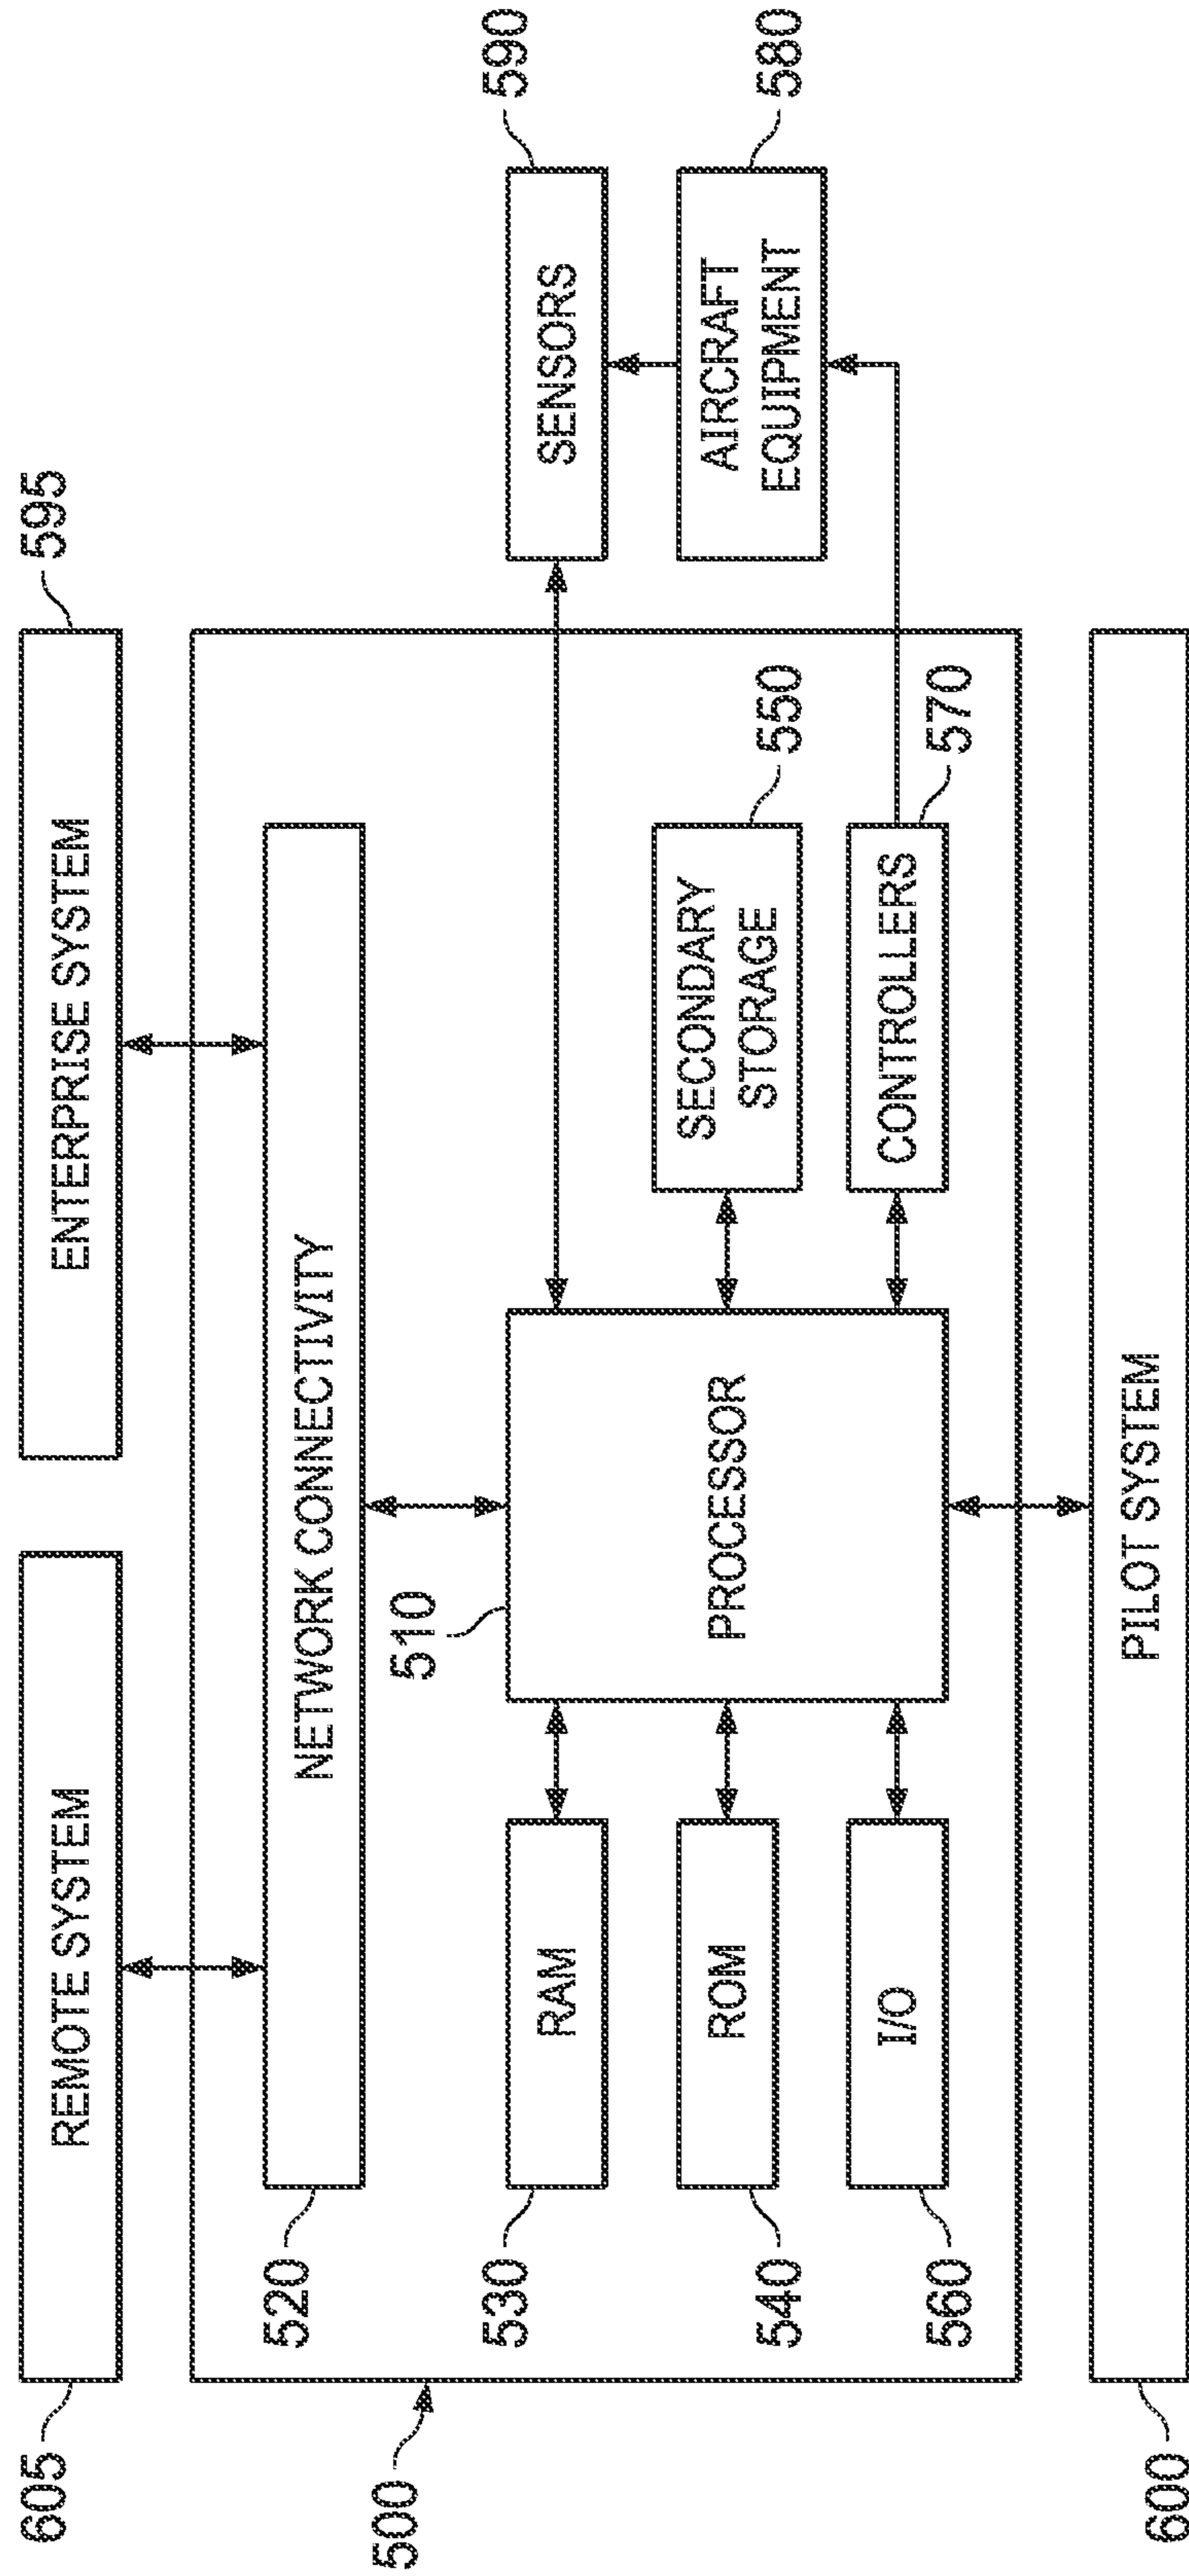 605
REMOTE SYSTEM
ENTERPRISE SYSTEM
595
500
520
NETWORK CONNECTIVITY
510
PROCESSOR
530
RAM
540
ROM
560
I/O
SECONDARY
STORAGE
550
CONTROLLERS
570
SENSORS
590
AIRCRAFT
EQUIPMENT
580
600
PILOT SYSTEM